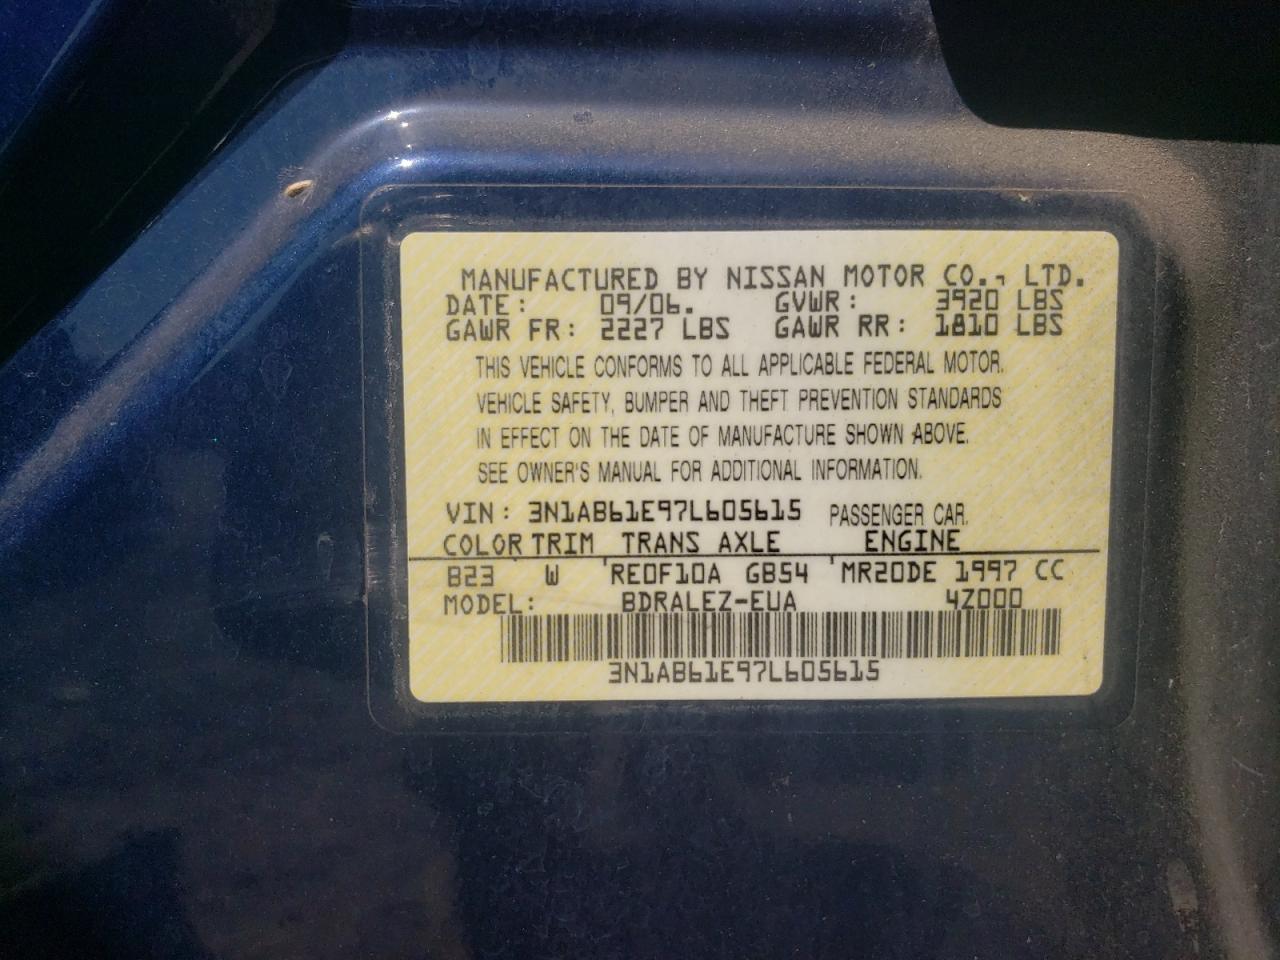 MANUFACTURED BY NISSAN MOTOR CO., LTD.
DATE: 09/06. GVWR: 3920 LBS
GAWR FR: 2227 LBS GAWR RR: 1810 LBS
THIS VEHICLE CONFORMS TO ALL APPLICABLE FEDERAL MOTOR.
VEHICLE SAFETY, BUMPER AND THEFT PREVENTION STANDARDS
IN EFFECT ON THE DATE OF MANUFACTURE SHOWN ABOVE.
SEE OWNER'S MANUAL FOR ADDITIONAL INFORMATION.
VIN: 3N1AB61E97L605615 PASSENGER CAR.
COLOR TRIM TRANS AXLE ENGINE
B23 W RE0F10A GB54 MR20DE 1997 CC
MODEL: BDRALEZ-EUA 4Z000
3N1AB61E97L605615